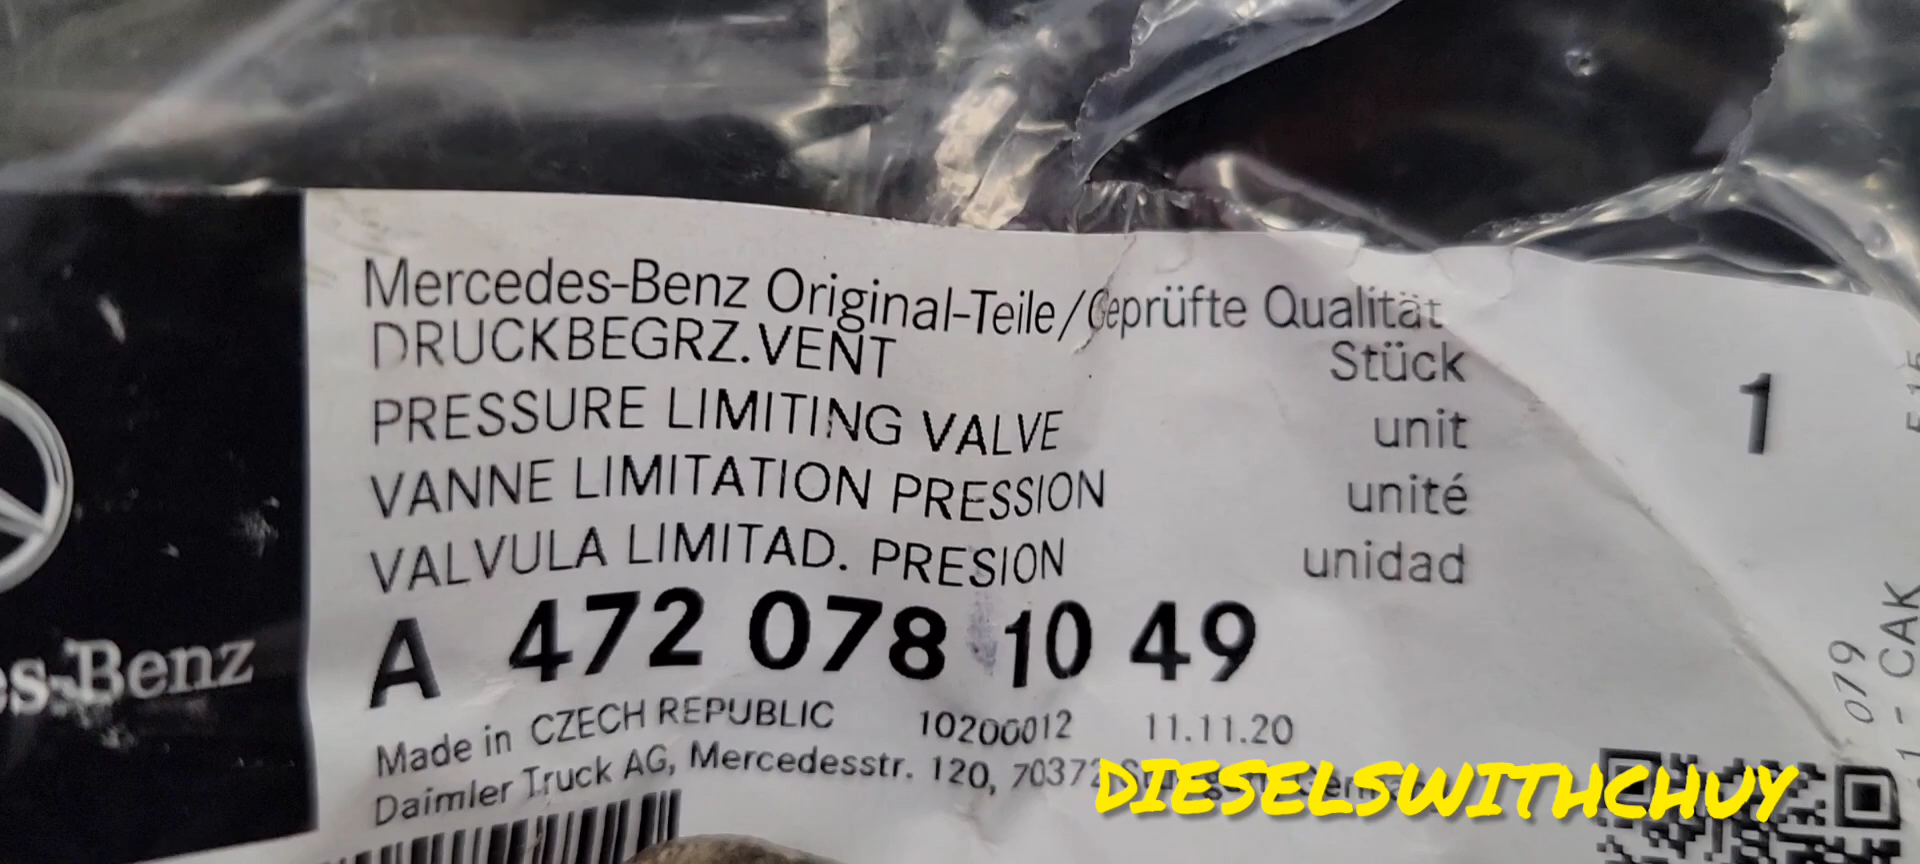 Mercedes-Benz Original-Teile/Geprüfte Qualität
DRUCKBEGRZ.VENT Stück 1
PRESSURE LIMITING VALVE unit
VANNE LIMITATION PRESSION unité
VALVULA LIMITAD. PRESION unidad
A 472 078 10 49
Made in CZECH REPUBLIC 10200012 11.11.20
Daimler Truck AG, Mercedesstr. 120, 70372
es-Benz
079
CAK
DIESELSWITHCHUY